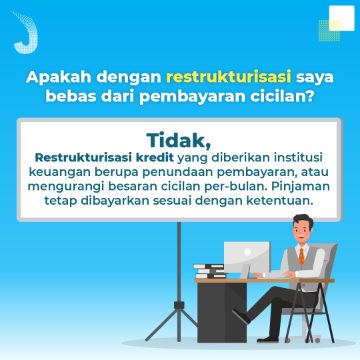 Apakah dengan restrukturisasi saya
bebas dari pembayaran cicilan?
Tidak,
Restrukturisasi kredit yang diberikan institusi
keuangan berupa penundaan pembayaran, atau
mengurangi besaran cicilan per-bulan. Pinjaman
tetap dibayarkan sesuai dengan ketentuan.